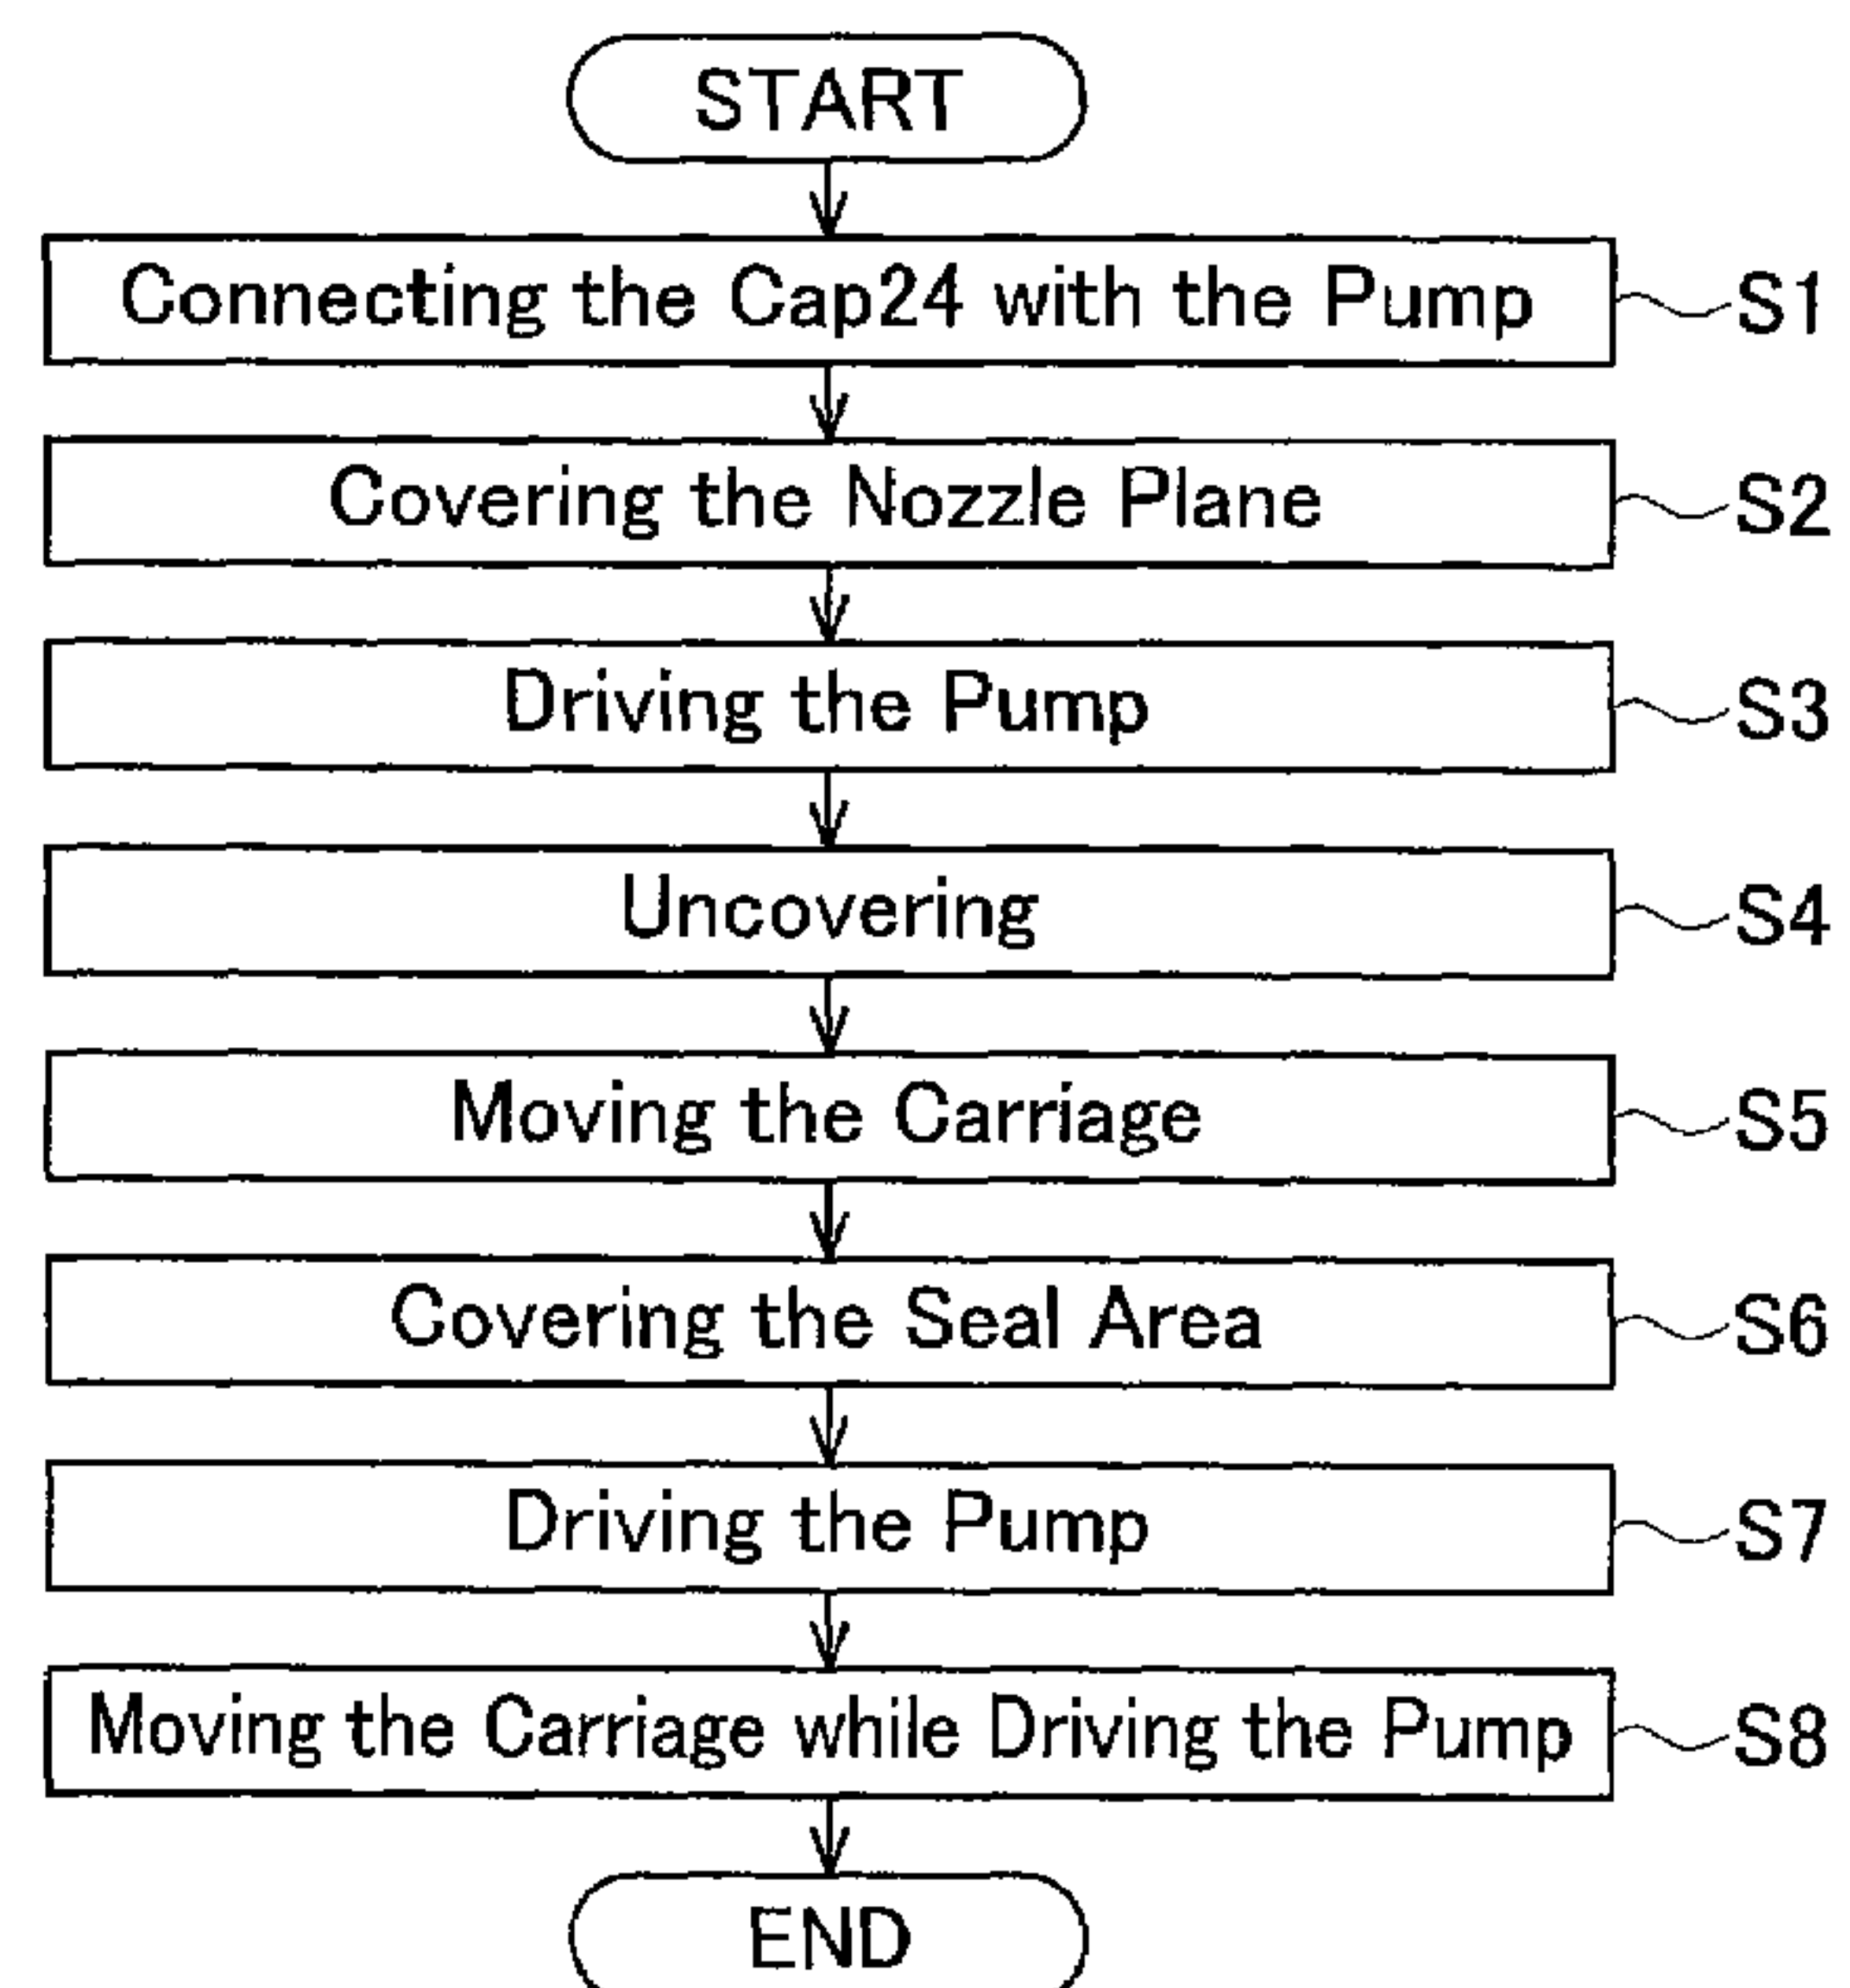 START
Connecting the Cap24 with the Pump S1
Covering the Nozzle Plane S2
Driving the Pump S3
Uncovering S4
Moving the Carriage S5
Covering the Seal Area S6
Driving the Pump S7
Moving the Carriage while Driving the Pump S8
END